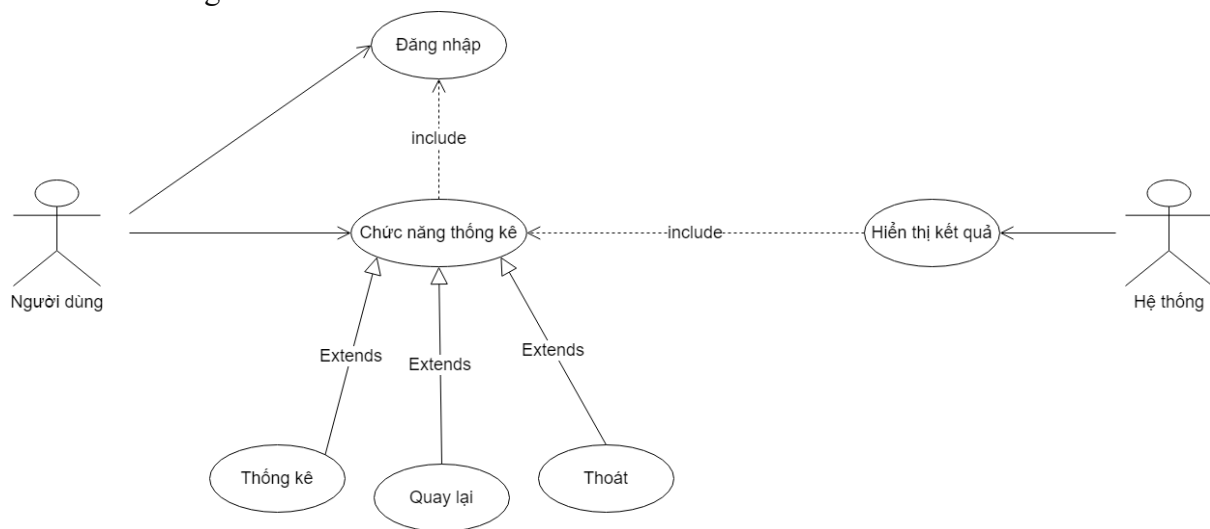 Đăng nhập
include
Chức năng thống kê
include
Hiển thị kết quả
Người dùng
Hệ thống
Extends
Extends
Extends
Thống kê
Quay lại
Thoát